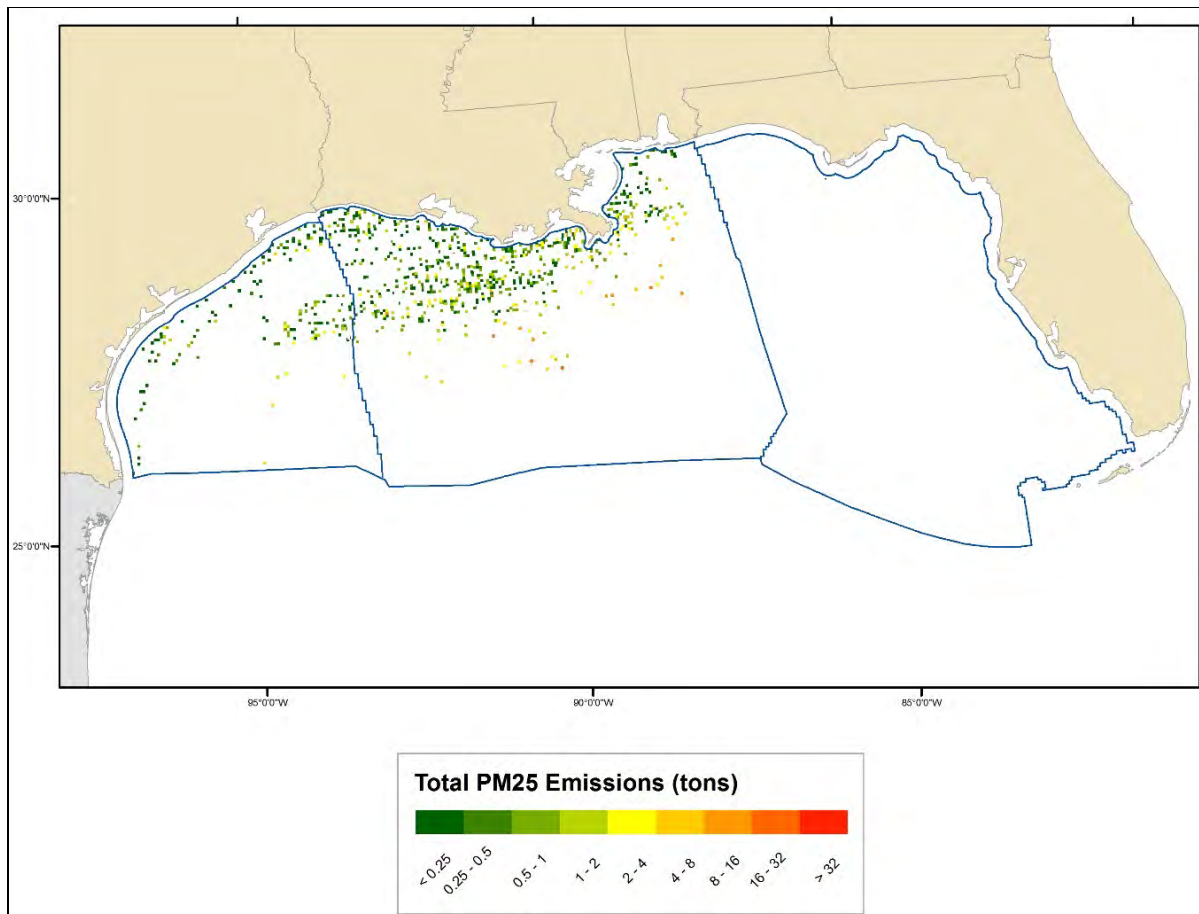 30°0'0"N
25°0'0"N
95°0'0"W
90°0'0"W
85°0'0"W
Total PM25 Emissions (tons)
< 0.25
0.25 - 0.5
0.5 - 1
1 - 2
2 - 4
4 - 8
8 - 16
16 - 32
> 32